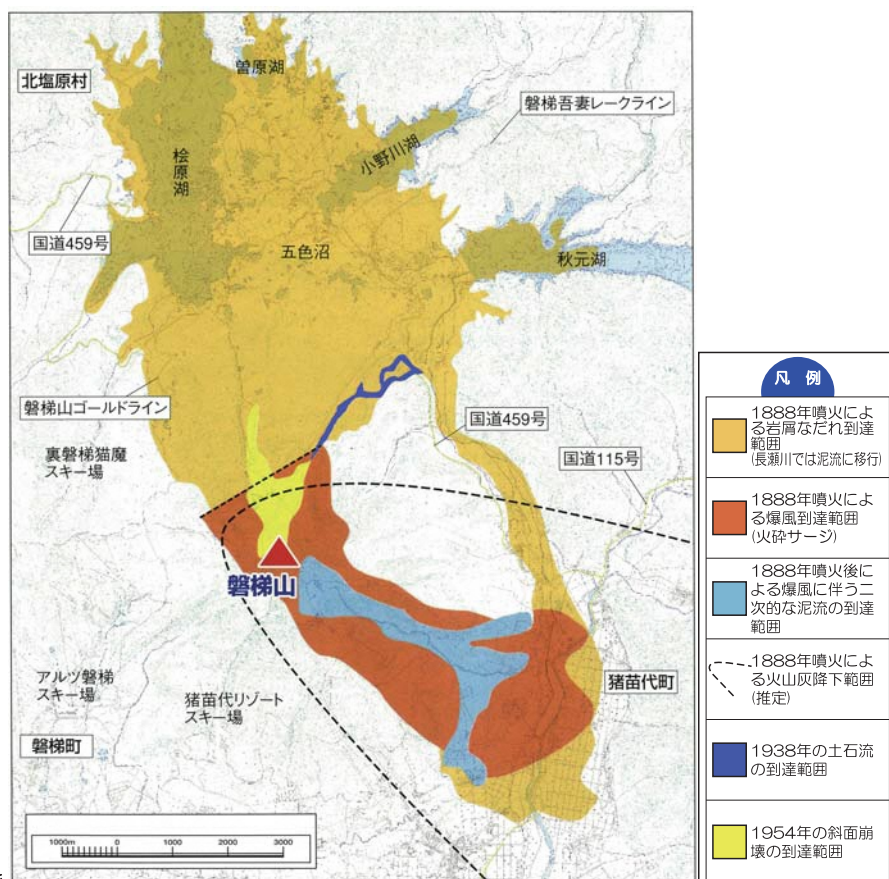 曽原湖
北塩原村
磐梯吾妻レークライン
小野川湖
桧原湖
国道459号
五色沼
秋元湖
磐梯山ゴールドライン
国道459号
裏磐梯猫魔
スキー場
国道115号
磐梯山
アルツ磐梯
スキー場
猪苗代リゾート
スキー場
猪苗代町
磐梯町
1000m 0 1000 2000 3000
凡 例
1888年噴火によ
る岩屑なだれ到達
範囲
(長瀬川では泥流に移行)
1888年噴火によ
る爆風到達範囲
(火砕サージ)
1888年噴火後に
よる爆風に伴う二
次的な泥流の到達
範囲
1888年噴火によ
る火山灰降下範囲
(推定)
1938年の土石流
の到達範囲
1954年の斜面崩
壊の到達範囲